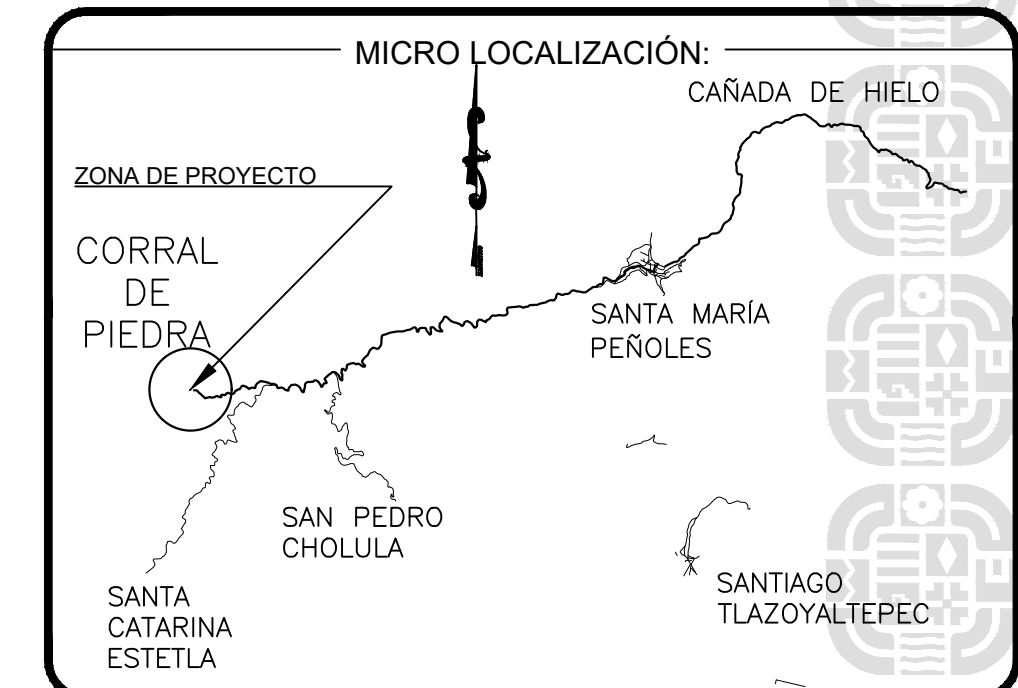 MICRO LOCALIZACIÓN:
CAÑADA DE HIELO
ZONA DE PROYECTO
CORRAL
DE
PIEDRA
SANTA MARÍA
PEÑOLES
SAN PEDRO
CHOLULA
SANTIAGO
TLAZOYALTEPEC
SANTA
CATARINA
ESTETLA